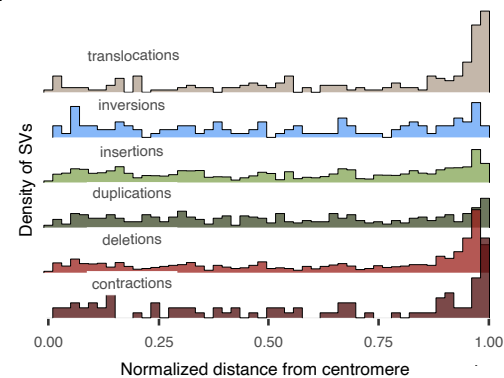 translocations
inversions
insertions
duplications
deletions
contractions
Density of SVs
0.00 0.25 0.50 0.75 1.00
Normalized distance from centromere